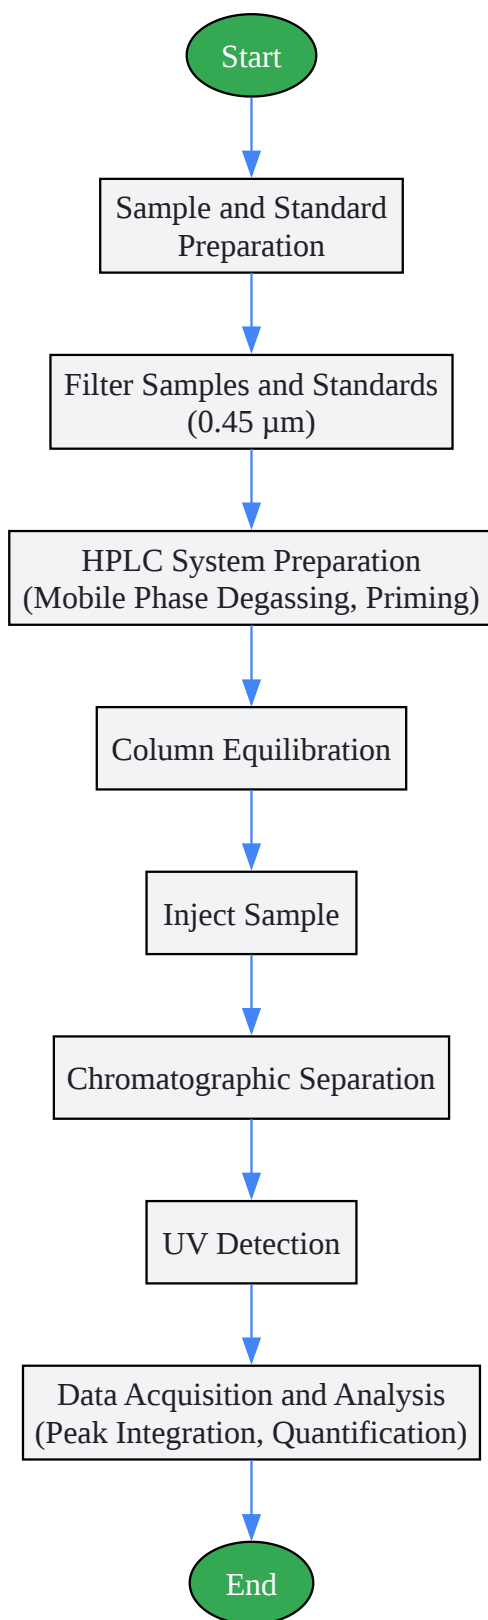 Start
Sample and Standard
Preparation
Filter Samples and Standards
(0.45 µm)
HPLC System Preparation
(Mobile Phase Degassing, Priming)
Column Equilibration
Inject Sample
Chromatographic Separation
UV Detection
Data Acquisition and Analysis
(Peak Integration, Quantification)
End